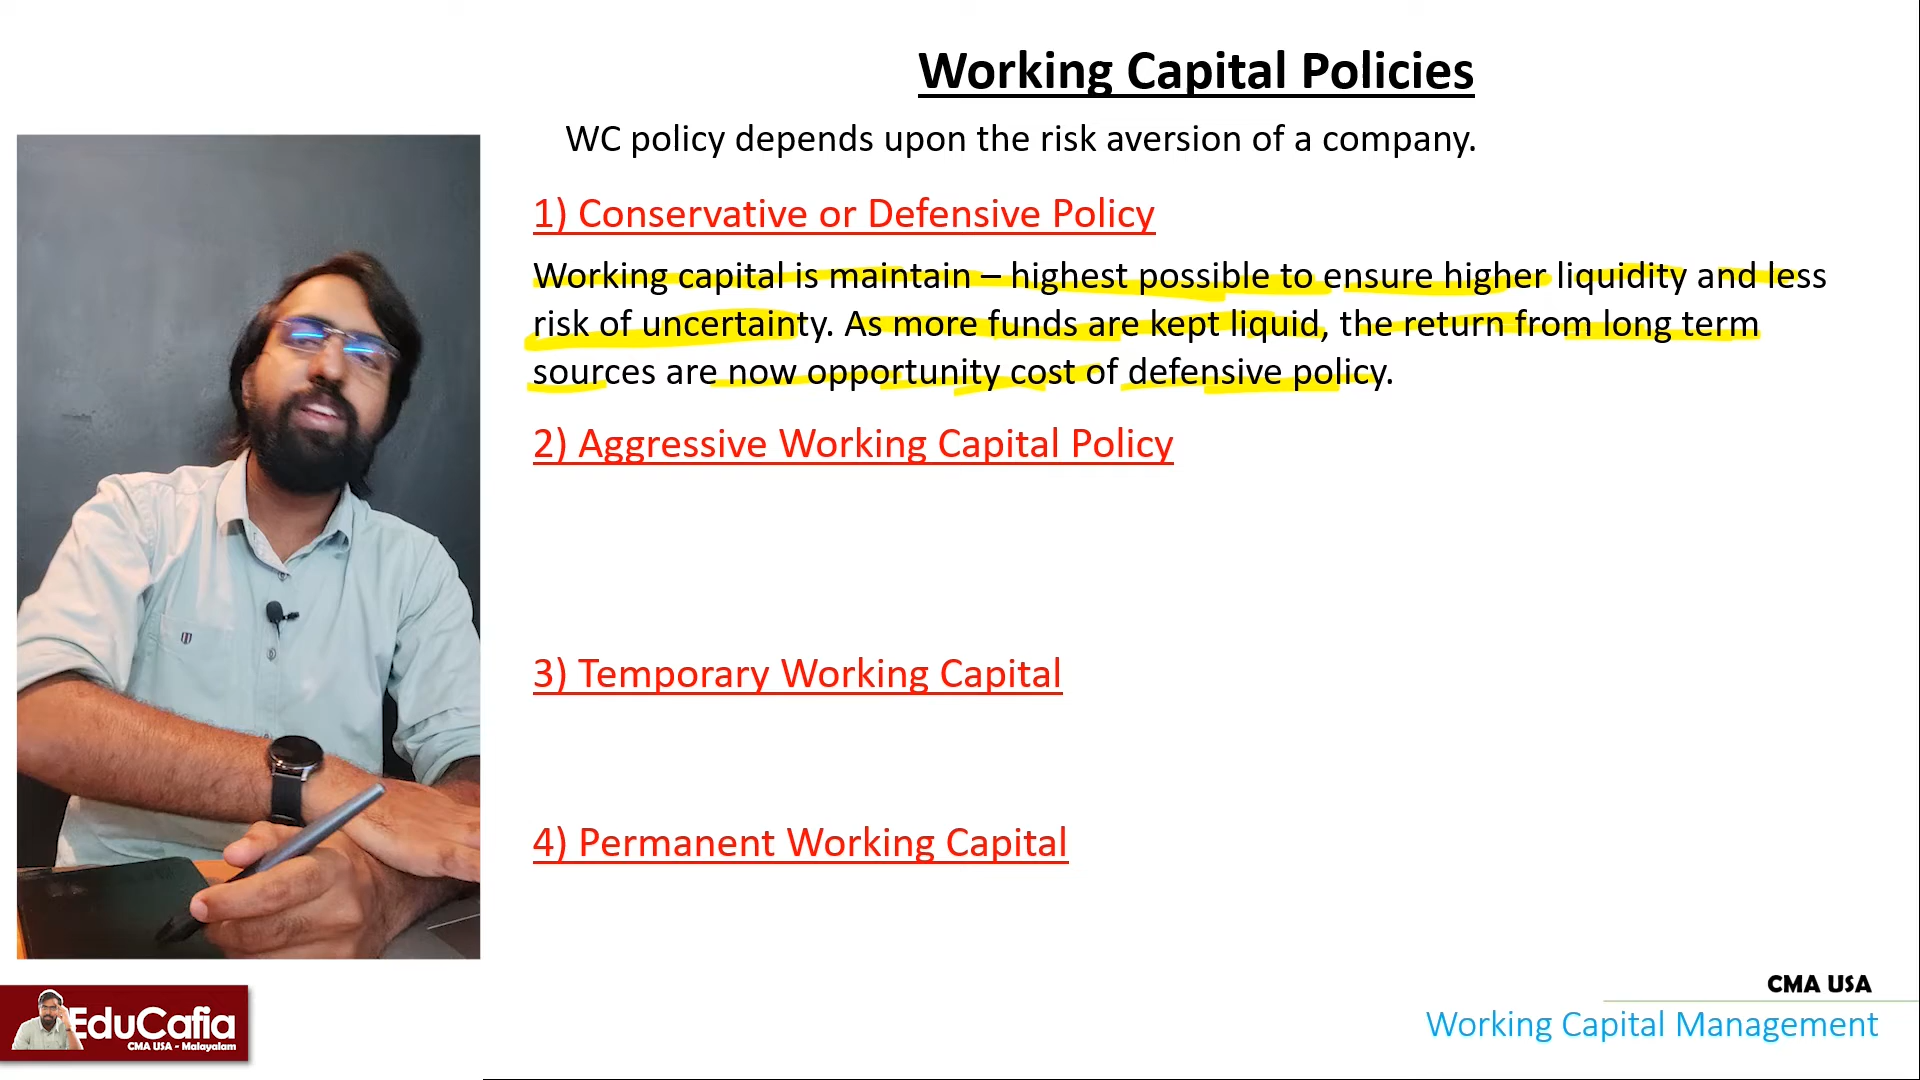 Working Capital Policies
WC policy depends upon the risk aversion of a company.
1) Conservative or Defensive Policy
Working capital is maintain – highest possible to ensure higher liquidity and less
risk of uncertainty. As more funds are kept liquid, the return from long term
sources are now opportunity cost of defensive policy.
2) Aggressive Working Capital Policy
3) Temporary Working Capital
4) Permanent Working Capital
EduCafia
CMA USA - Malayalam
CMA USA
Working Capital Management